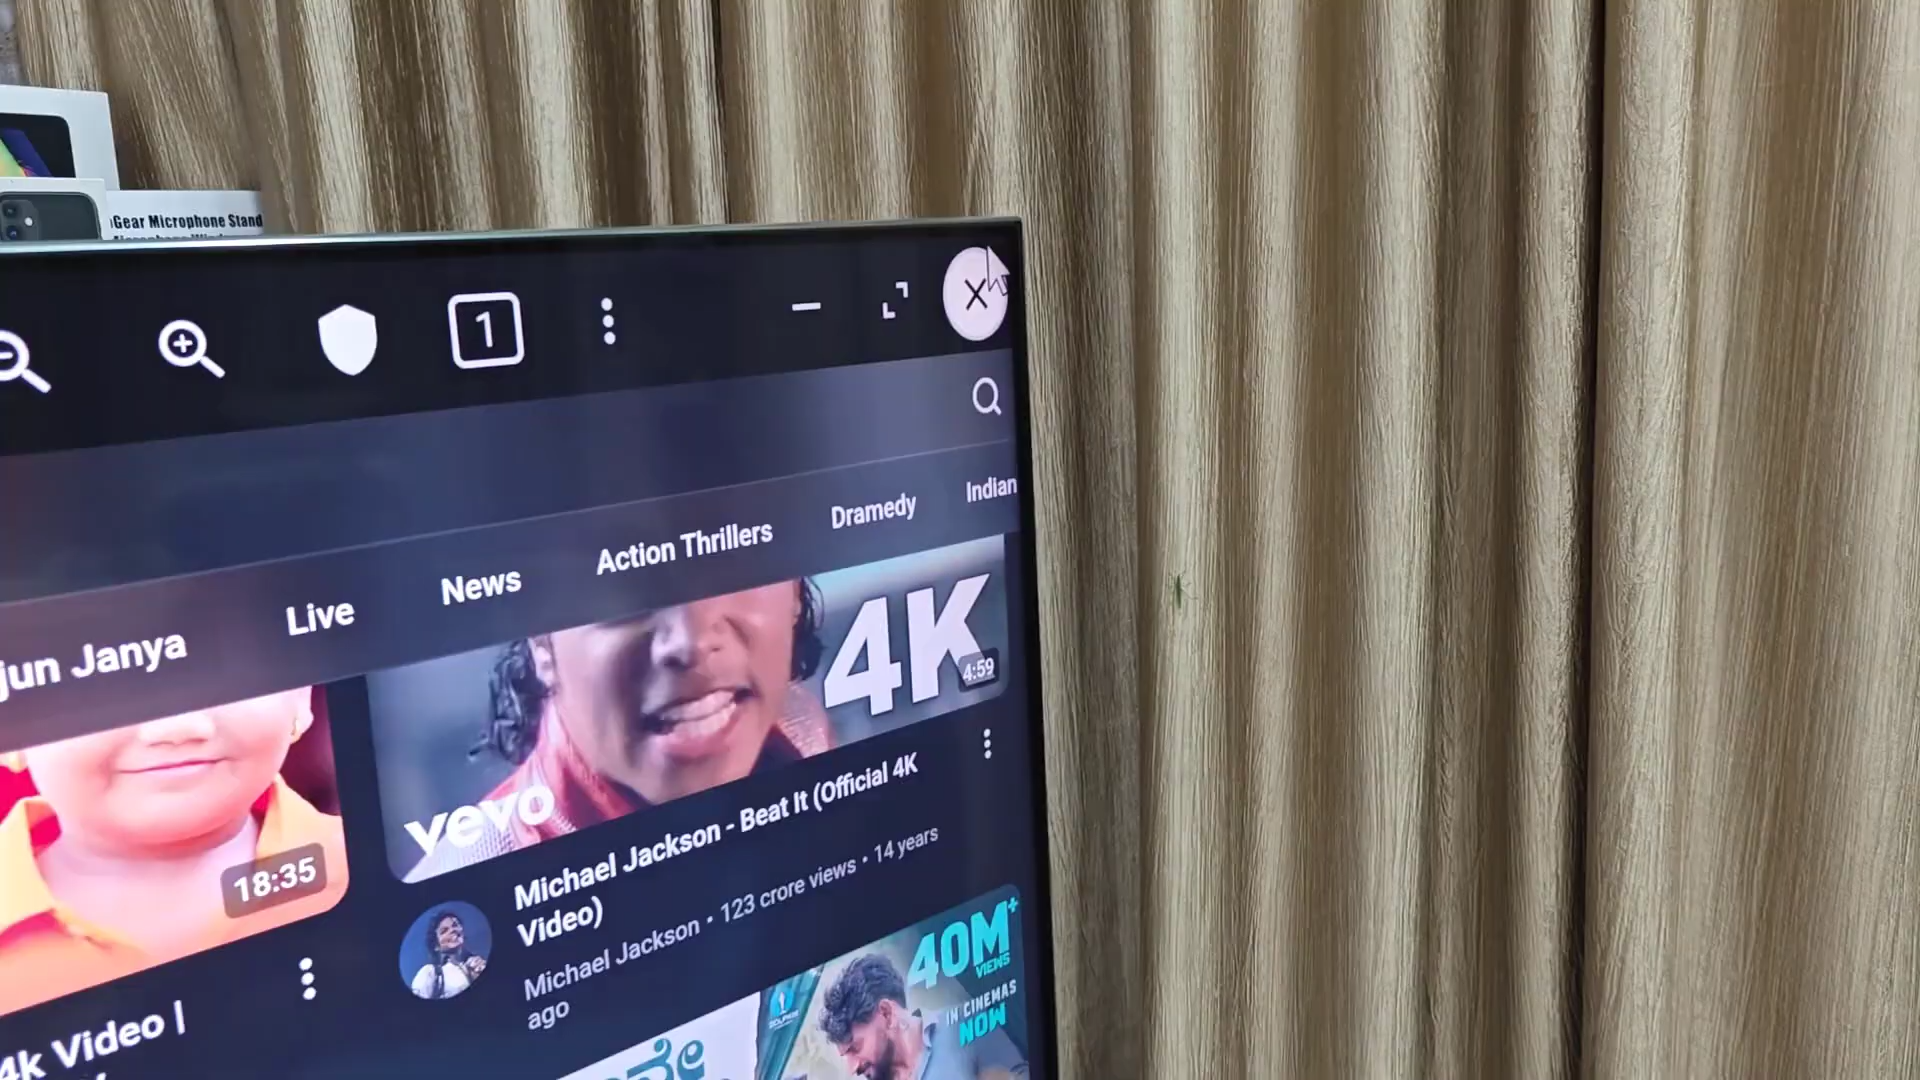 Gear Microphone Stand
1
Indian
Dramedy
Action Thrillers
News
Live
jun Janya
4K
4:59
vevo
18:35
Michael Jackson - Beat It (Official 4K
Video)
Michael Jackson • 123 crore views • 14 years
ago
4k Video |
40M+
VIEWS
IN CINEMAS
NOW